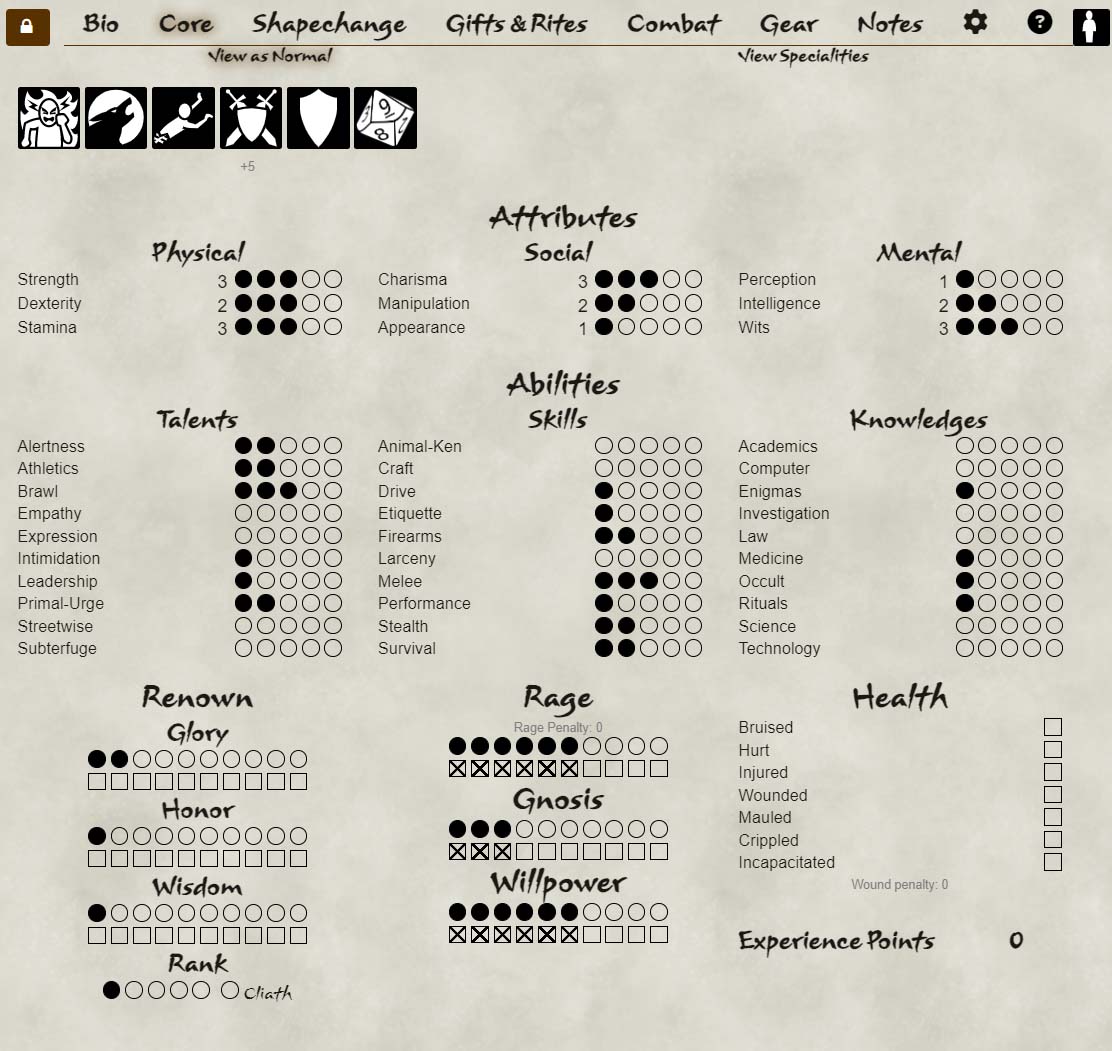 Bio Core Shapechange Gifts & Rites Combat Gear Notes ?
View as Normal View Specialities
9 8
+5
Attributes
Physical Social Mental
Strength 3 Charisma 3 Perception 1
Dexterity 2 Manipulation 2 Intelligence 2
Stamina 3 Appearance 1 Wits 3
Abilities
Talents Skills Knowledges
Alertness Animal-Ken Academics
Athletics Craft Computer
Brawl Drive Enigmas
Empathy Etiquette Investigation
Expression Firearms Law
Intimidation Larceny Medicine
Leadership Melee Occult
Primal-Urge Performance Rituals
Streetwise Stealth Science
Subterfuge Survival Technology
Renown
Glory
Honor
Wisdom
Rank
Cliath
Rage
Rage Penalty: 0
Gnosis
Willpower
Health
Bruised
Hurt
Injured
Wounded
Mauled
Crippled
Incapacitated
Wound penalty: 0
Experience Points 0